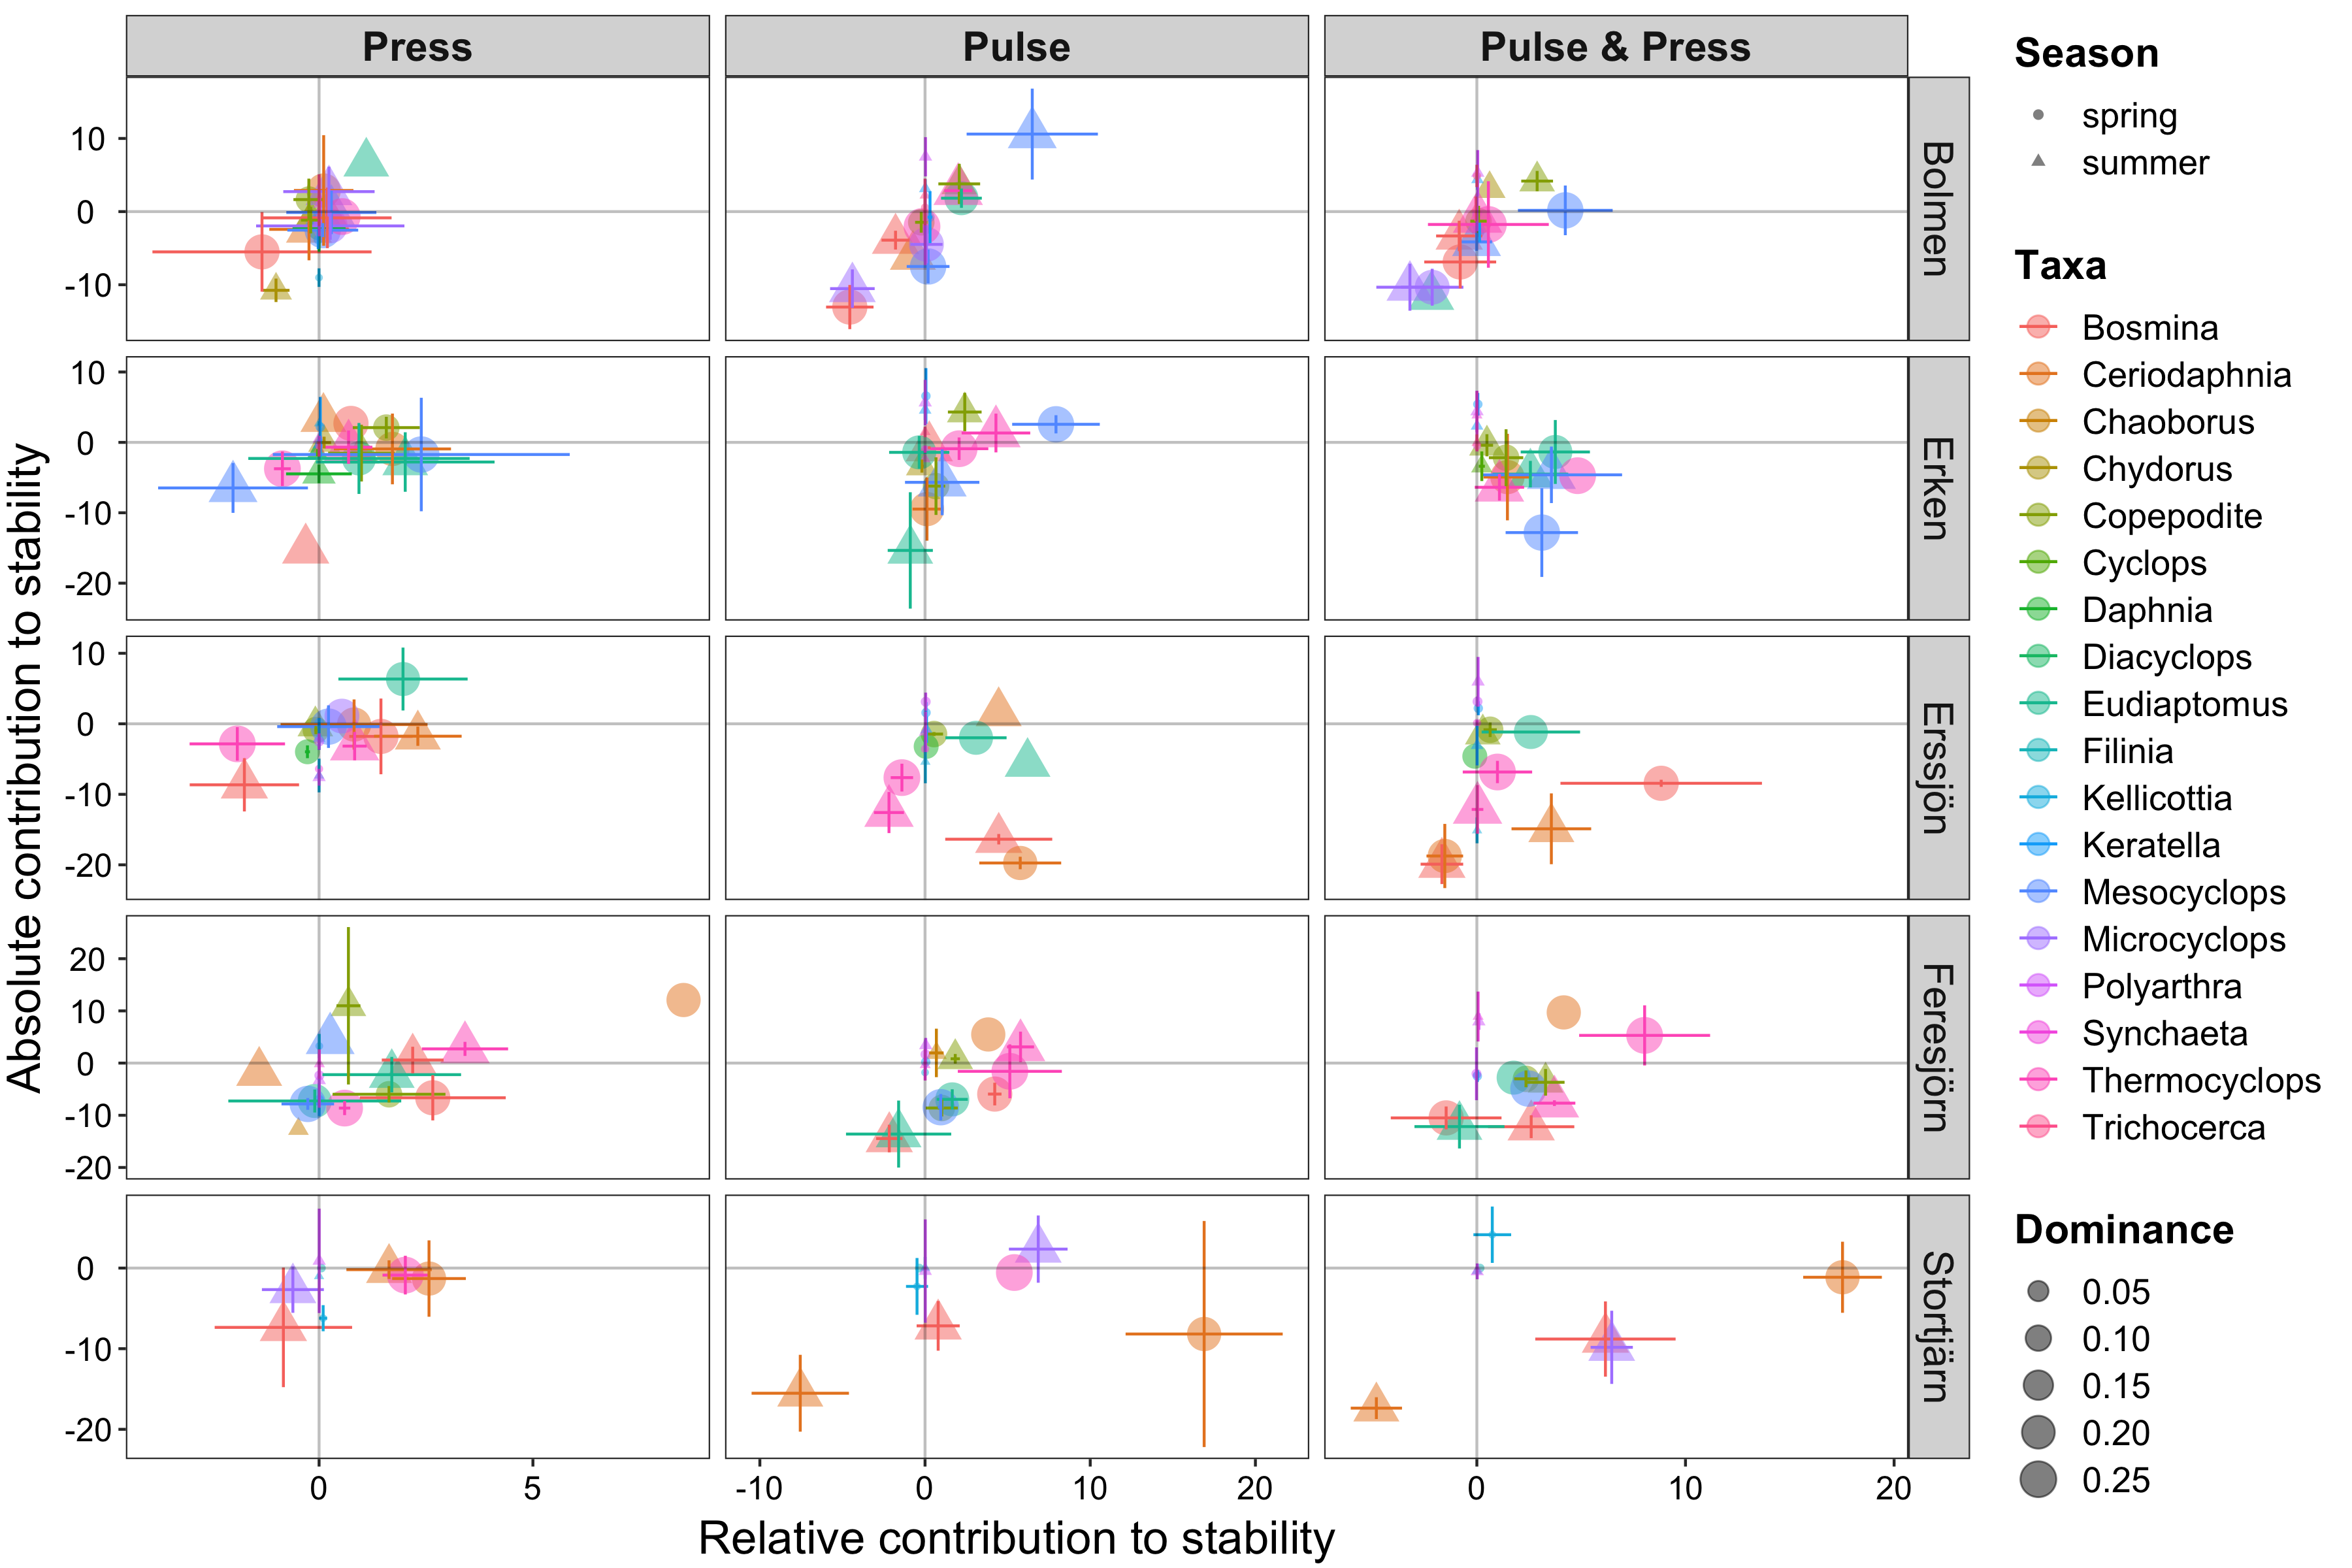 Press
Pulse
Pulse & Press
Bolmen
10
0
-10
Erken
10
0
-10
-20
Erssjön
10
0
-10
-20
Feresjörn
20
10
0
-10
-20
Stortjärn
0
-10
-20
0 5
-10 0 10 20
0 10 20
Relative contribution to stability
Absolute contribution to stability
Season
spring
summer
Taxa
Bosmina
Ceriodaphnia
Chaoborus
Chydorus
Copepodite
Cyclops
Daphnia
Diacyclops
Eudiaptomus
Filinia
Kellicottia
Keratella
Mesocyclops
Microcyclops
Polyarthra
Synchaeta
Thermocyclops
Trichocerca
Dominance
0.05
0.10
0.15
0.20
0.25